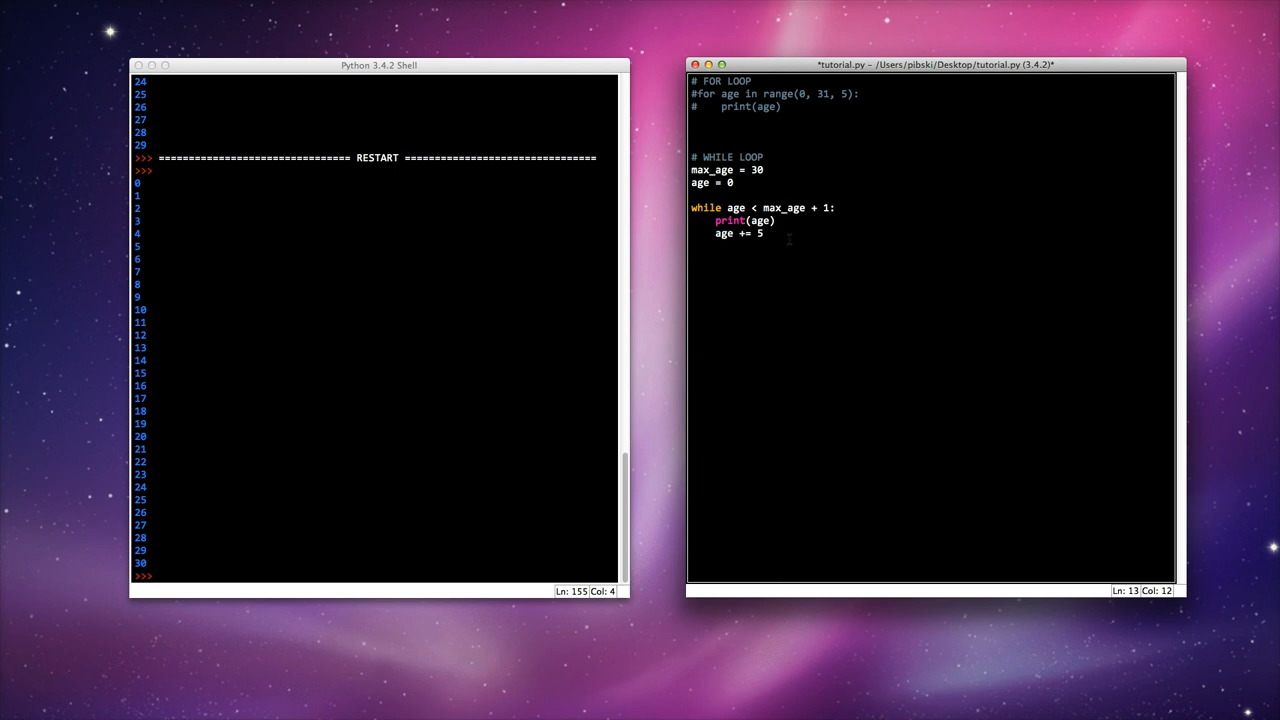 Python 3.4.2 Shell
24
25
26
27
28
29
>>> ================================ RESTART ================================
>>>
0
1
2
3
4
5
6
7
8
9
10
11
12
13
14
15
16
17
18
19
20
21
22
23
24
25
26
27
28
29
30
>>>
Ln: 155 Col: 4
*tutorial.py – /Users/pibski/Desktop/tutorial.py (3.4.2)*
# FOR LOOP
#for age in range(0, 31, 5):
#    print(age)
# WHILE LOOP
max_age = 30
age = 0
while age < max_age + 1:
    print(age)
    age += 5
Ln: 13 Col: 12